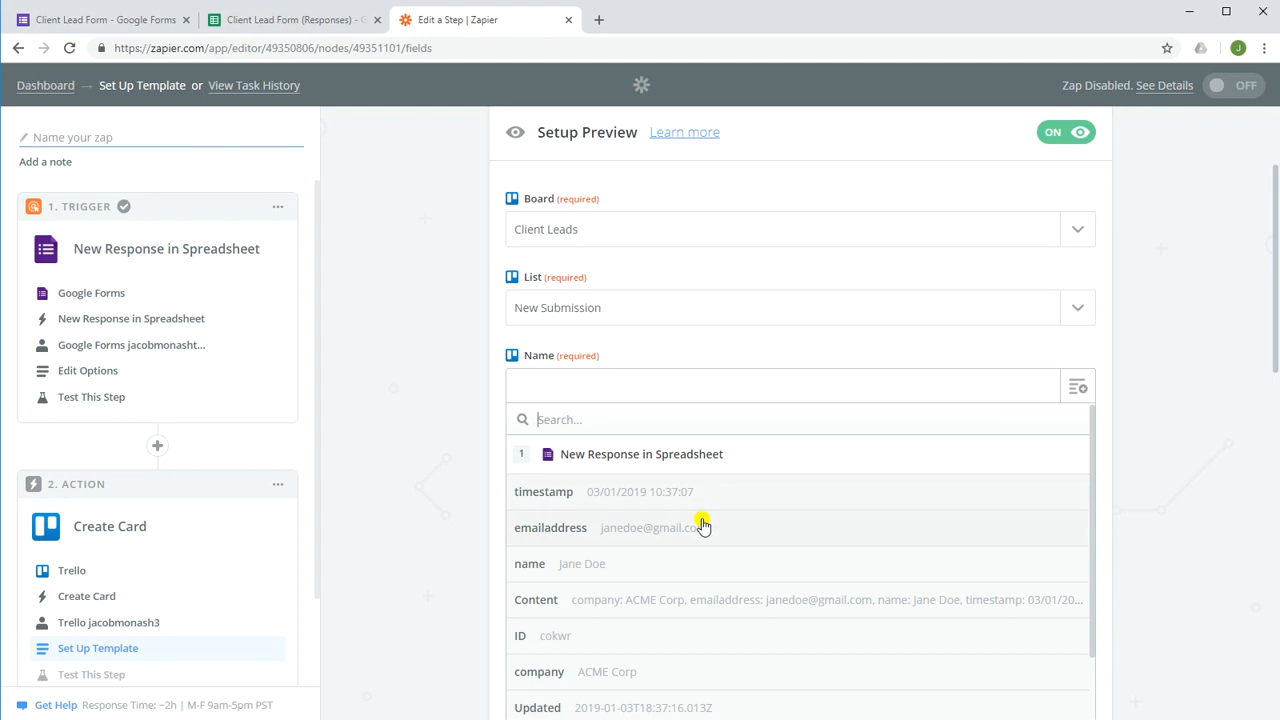 Client Lead Form - Google Forms
Client Lead Form (Responses) - G
Edit a Step | Zapier
https://zapier.com/app/editor/49350806/nodes/49351101/fields
J
Dashboard → Set Up Template or View Task History
Zap Disabled. See Details
OFF
Name your zap
Add a note
1. TRIGGER
New Response in Spreadsheet
Google Forms
New Response in Spreadsheet
Google Forms jacobmonasht...
Edit Options
Test This Step
2. ACTION
Create Card
Trello
Create Card
Trello jacobmonash3
Set Up Template
Test This Step
Get Help Response Time: ~2h | M-F 9am-5pm PST
Setup Preview Learn more
ON
Board (required)
Client Leads
List (required)
New Submission
Name (required)
Search...
1 New Response in Spreadsheet
timestamp 03/01/2019 10:37:07
emailaddress janedoe@gmail.co
name Jane Doe
Content company: ACME Corp, emailaddress: janedoe@gmail.com, name: Jane Doe, timestamp: 03/01/20...
ID cokwr
company ACME Corp
Updated 2019-01-03T18:37:16.013Z